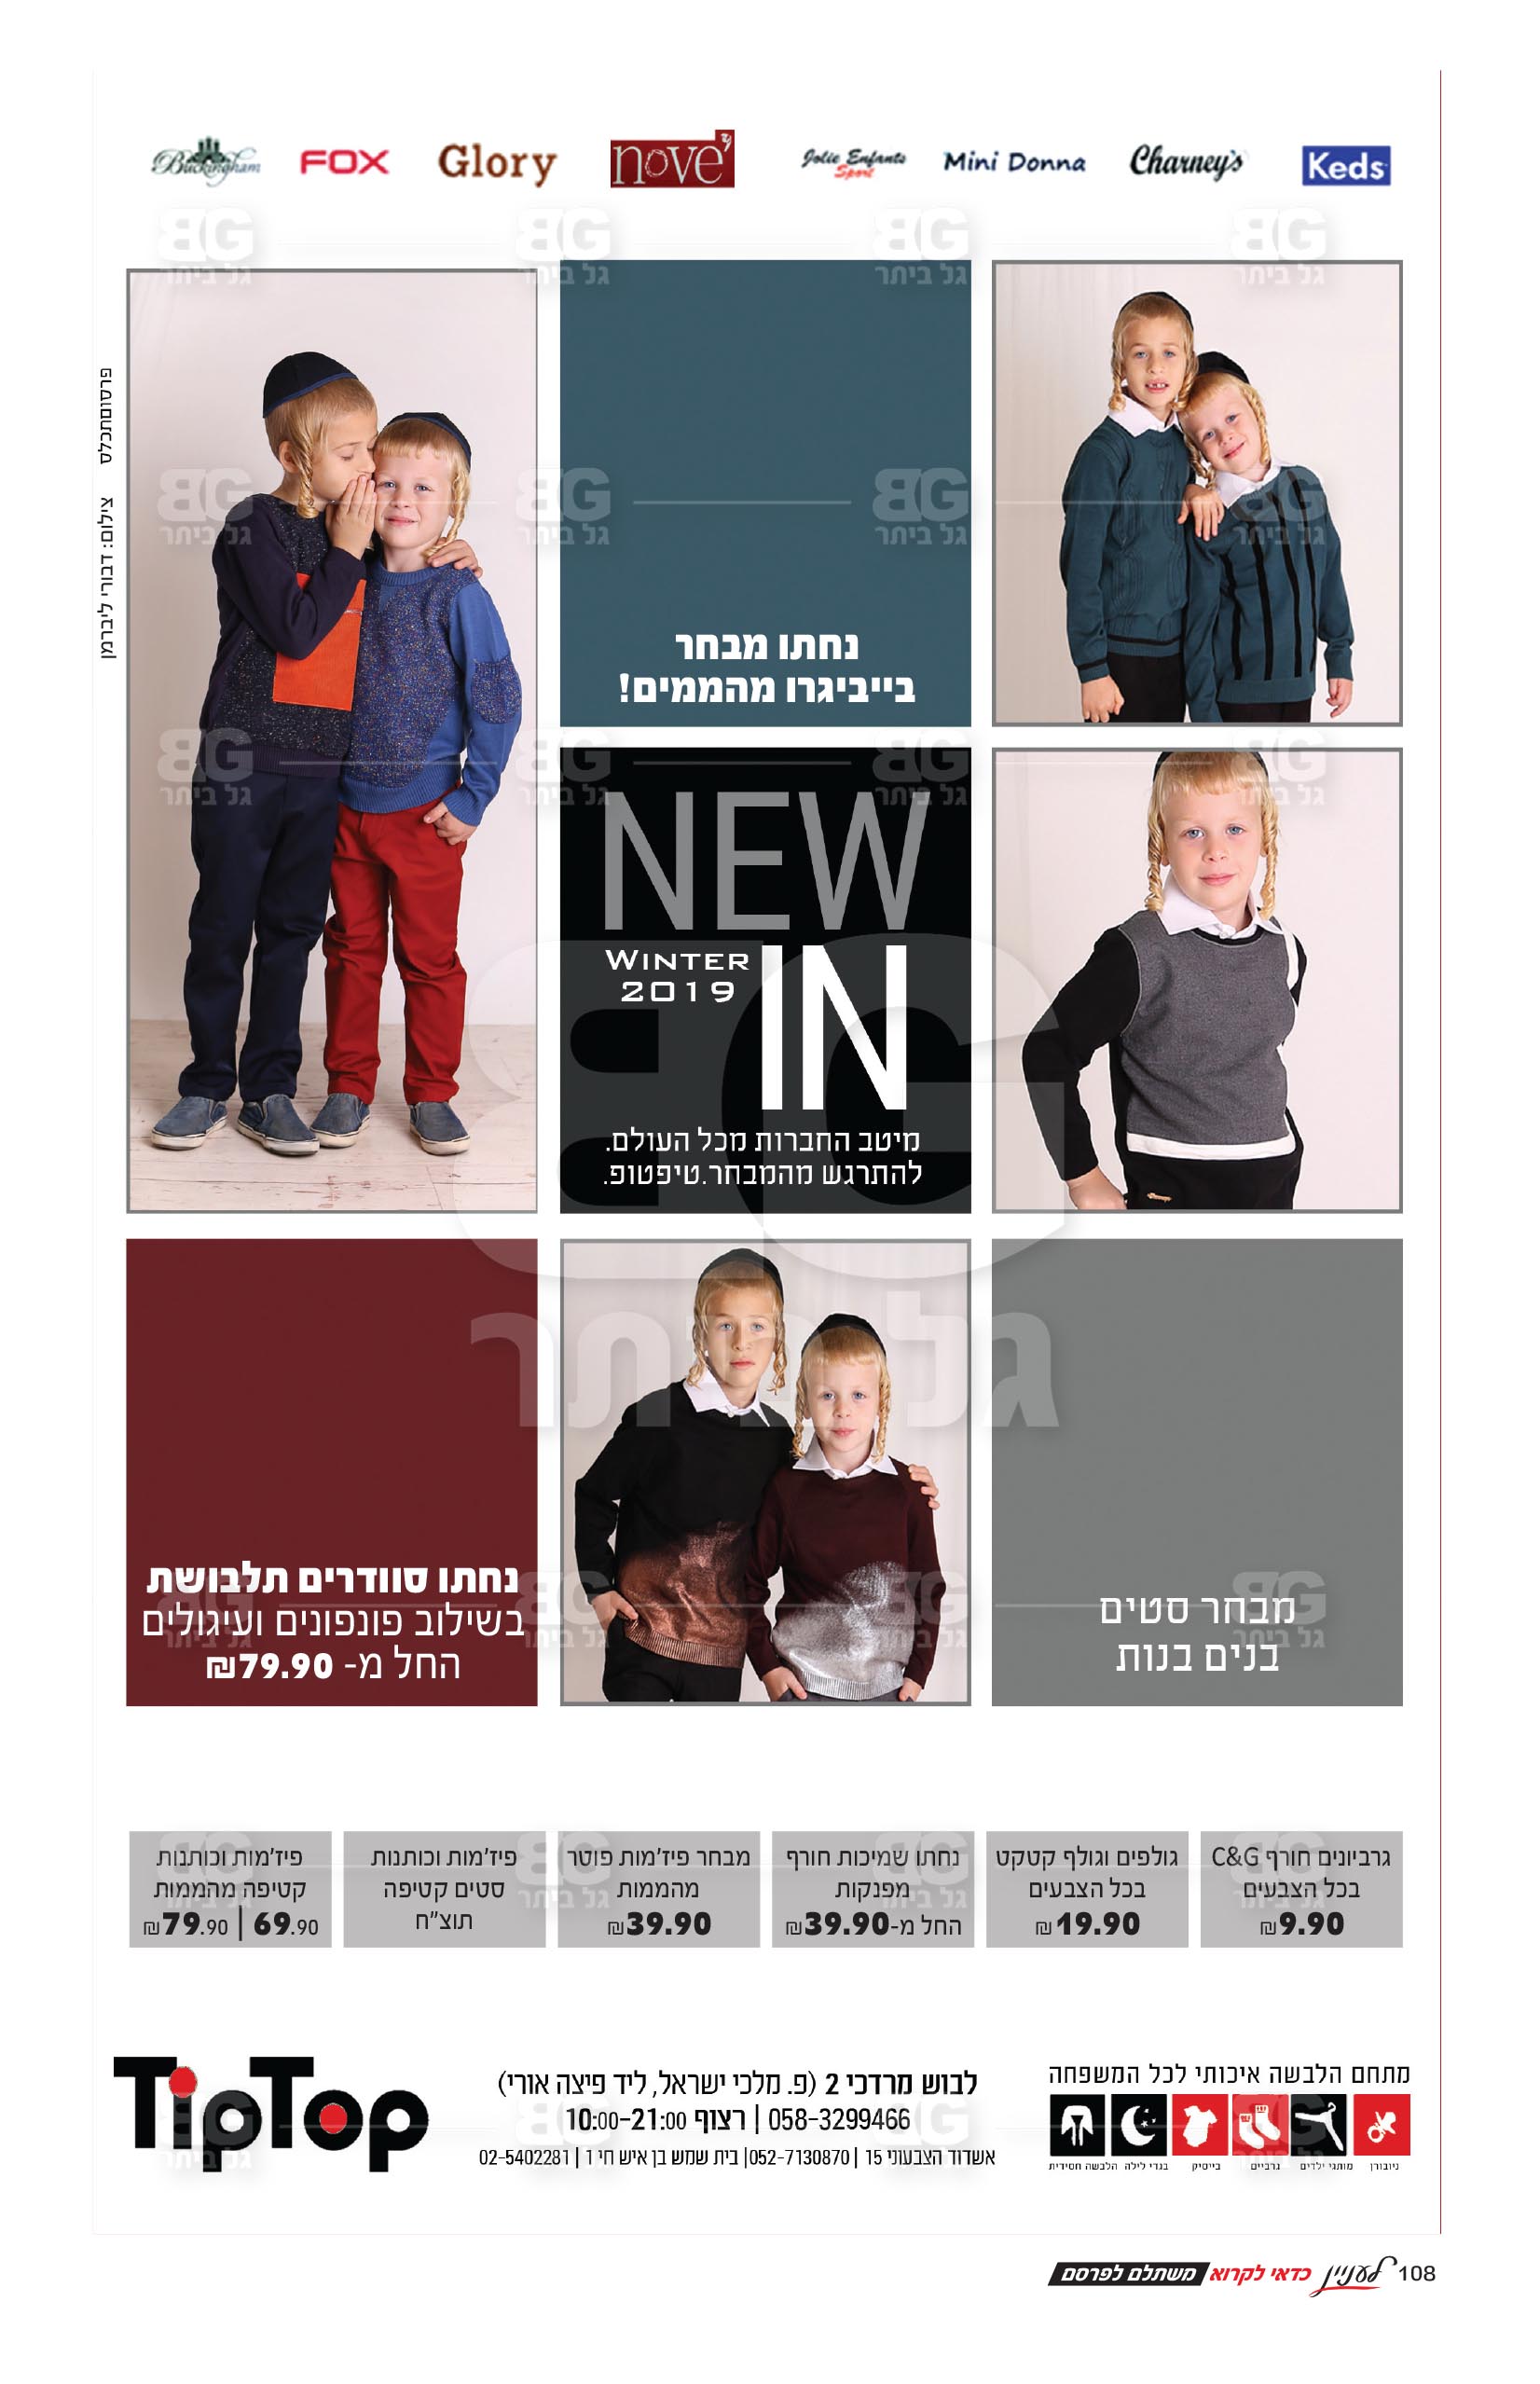 Buckingham
FOX
Glory
nove
Jolie Enfants
Sport
Mini Donna
Charney's
Keds
פרסוםתכלס צילום: דבורי ליברמן
נחתו מבחר
בייביגרו מהממים!
NEW
WINTER
2019
IN
מיטב החברות מכל העולם.
להתרגש מהמבחר.טיפטופ.
נחתו סוודרים תלבושת
בשילוב פונפונים ועיגולים
החל מ- 79.90₪
מבחר סטים
בנים בנות
גרביונים חורף C&G
בכל הצבעים
9.90₪
גולפים וגולף קטקט
בכל הצבעים
19.90₪
נחתו שמיכות חורף
מפנקות
החל מ-39.90₪
מבחר פיז'מות פוטר
מהממות
39.90₪
פיז'מות וכותנות
סטים קטיפה
תוצ"ח
פיז'מות וכותנות
קטיפה מהממות
69.90 | 79.90₪
מתחם הלבשה איכותי לכל המשפחה
ניובורן מותגי ילדים גרביים בייסיק בגדי לילה הלבשה חסידית
לבוש מרדכי 2 (פ. מלכי ישראל, ליד פיצה אורי)
058-3299466 | רצוף 10:00-21:00
אשדוד הצבעוני 15 | 052-7130870| בית שמש בן איש חי 1 | 02-5402281
TipTop
108 לעניין כדאי לקרוא משתלם לפרסם
BG
גל ביתר